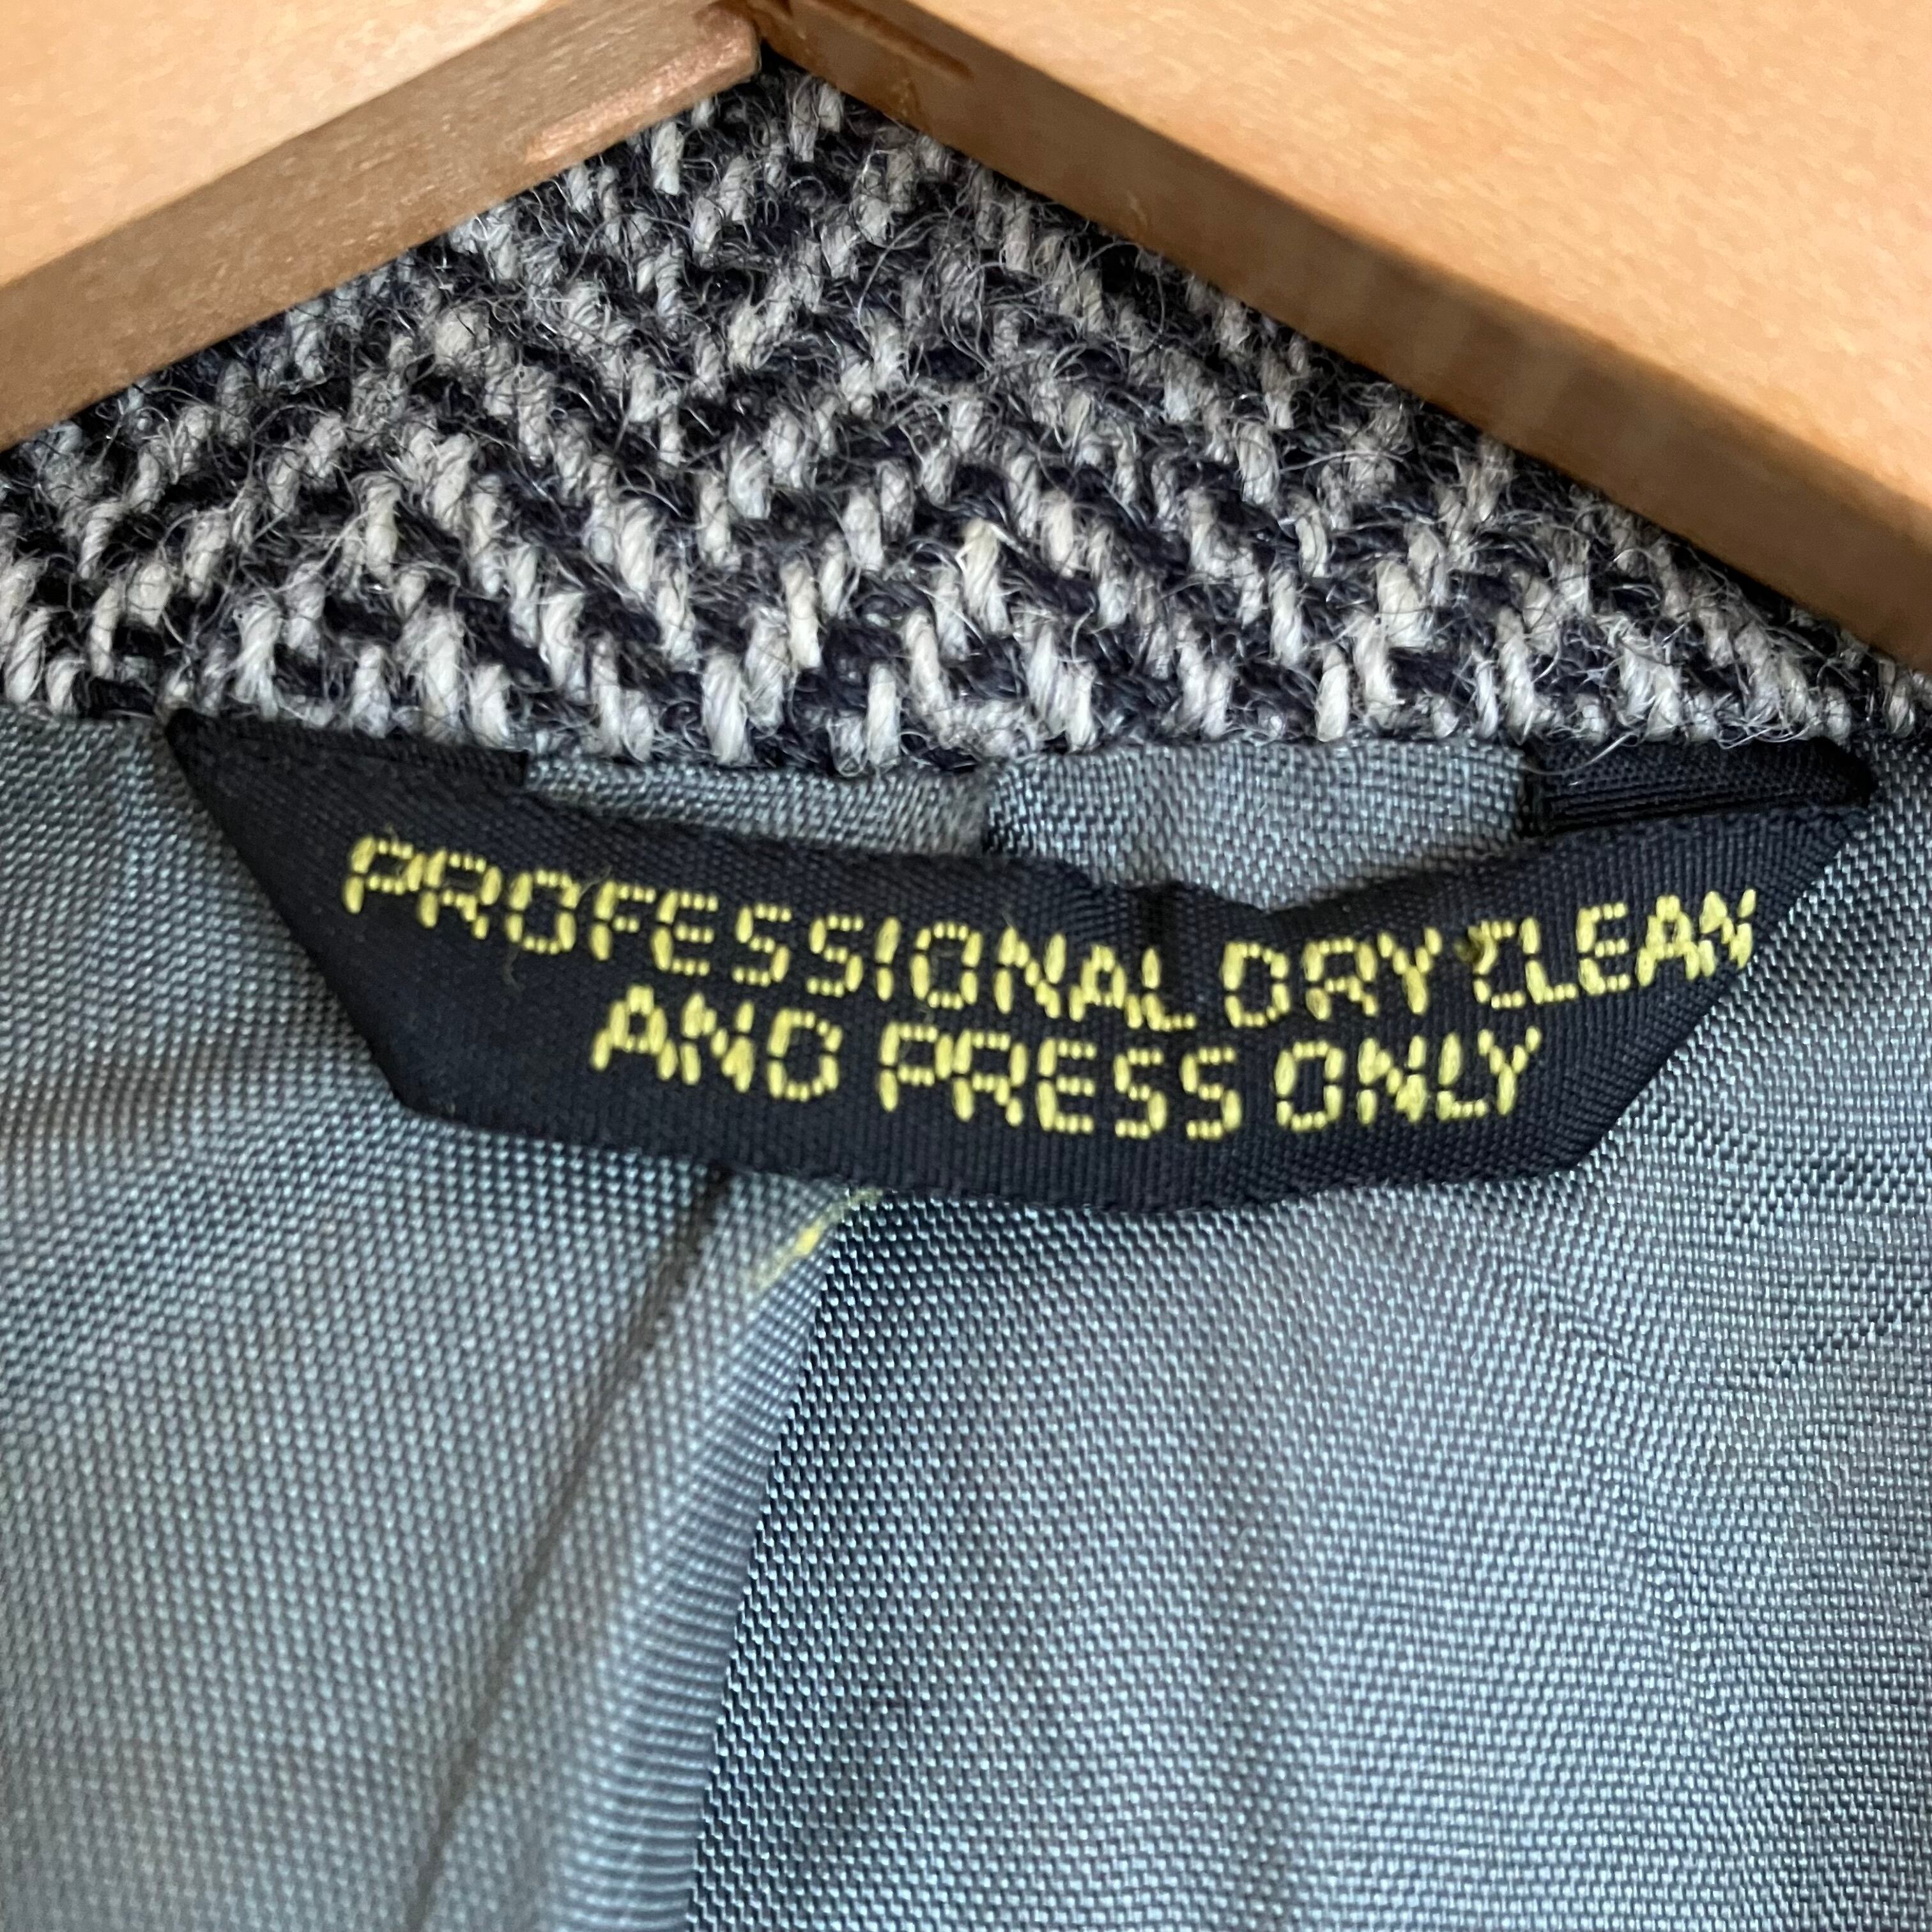 PROFESSIONAL DRY CLEAN
AND PRESS ONLY